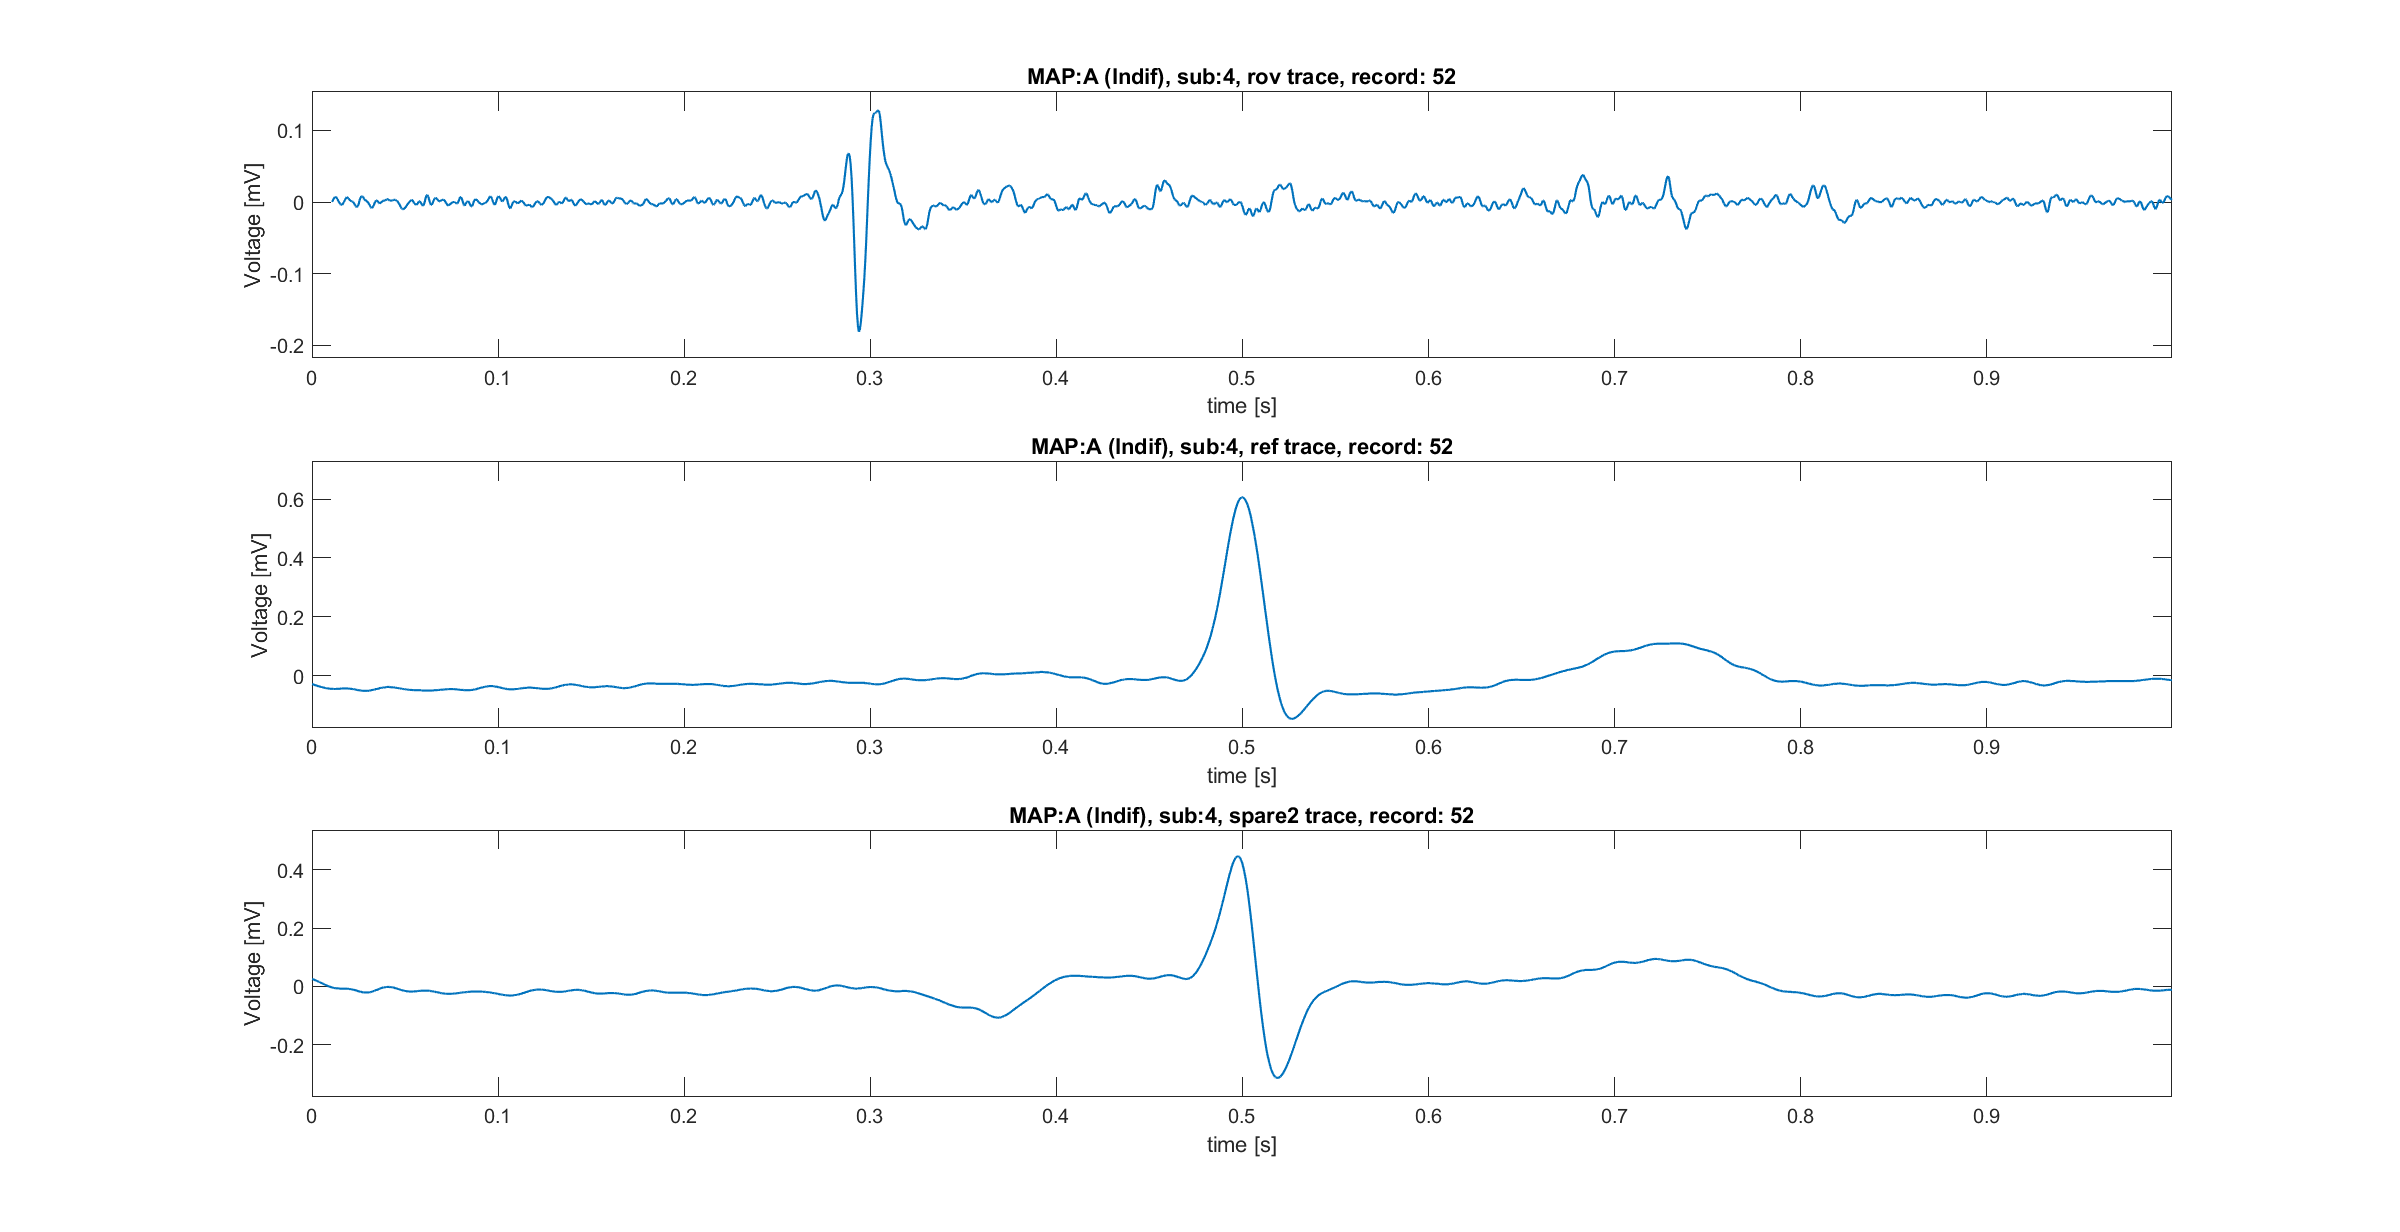 MAP:A (Indif), sub:4, rov trace, record: 52
0.1
0
-0.1
-0.2
Voltage [mV]
0 0.1 0.2 0.3 0.4 0.5 0.6 0.7 0.8 0.9
time [s]
MAP:A (Indif), sub:4, ref trace, record: 52
0.6
0.4
0.2
0
Voltage [mV]
0 0.1 0.2 0.3 0.4 0.5 0.6 0.7 0.8 0.9
time [s]
MAP:A (Indif), sub:4, spare2 trace, record: 52
0.4
0.2
0
-0.2
Voltage [mV]
0 0.1 0.2 0.3 0.4 0.5 0.6 0.7 0.8 0.9
time [s]